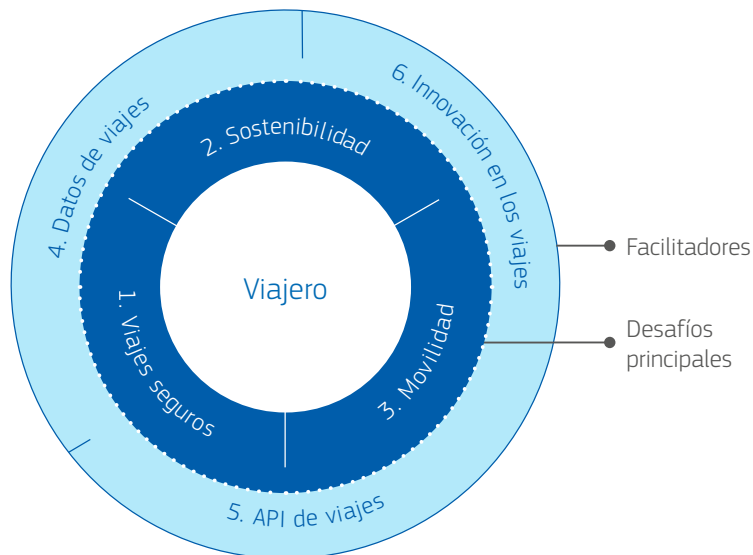 Viajero
1. Viajes seguros
2. Sostenibilidad
3. Movilidad
4. Datos de viajes
5. API de viajes
6. Innovación en los viajes
Facilitadores
Desafíos
principales